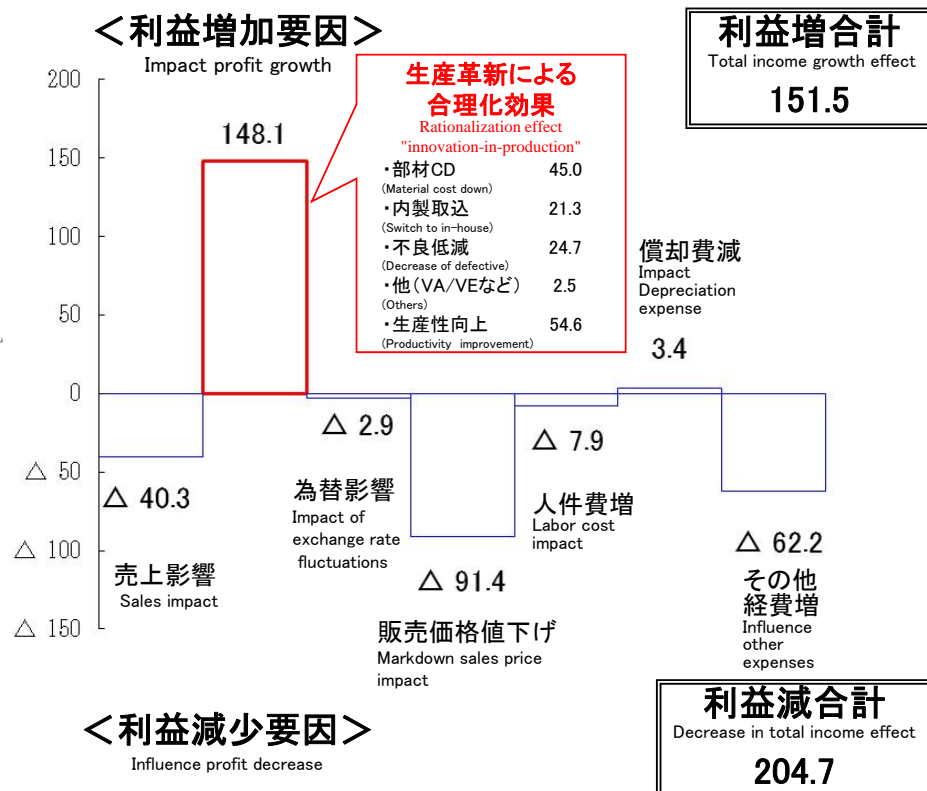 ＜利益増加要因＞
Impact profit growth
利益増合計
Total income growth effect
151.5
200
150
100
50
0
△ 50
△ 100
△ 150
148.1
生産革新による
合理化効果
Rationalization effect
"innovation-in-production"
・部材CD 45.0
(Material cost down)
・内製取込 21.3
(Switch to in-house)
・不良低減 24.7
(Decrease of defective)
・他（VA/VEなど） 2.5
(Others)
・生産性向上 54.6
(Productivity improvement)
償却費減
Impact
Depreciation
expense
3.4
△ 40.3
売上影響
Sales impact
△ 2.9
為替影響
Impact of
exchange rate
fluctuations
△ 91.4
販売価格値下げ
Markdown sales price
impact
△ 7.9
人件費増
Labor cost
impact
△ 62.2
その他
経費増
Influence
other
expenses
＜利益減少要因＞
Influence profit decrease
利益減合計
Decrease in total income effect
204.7